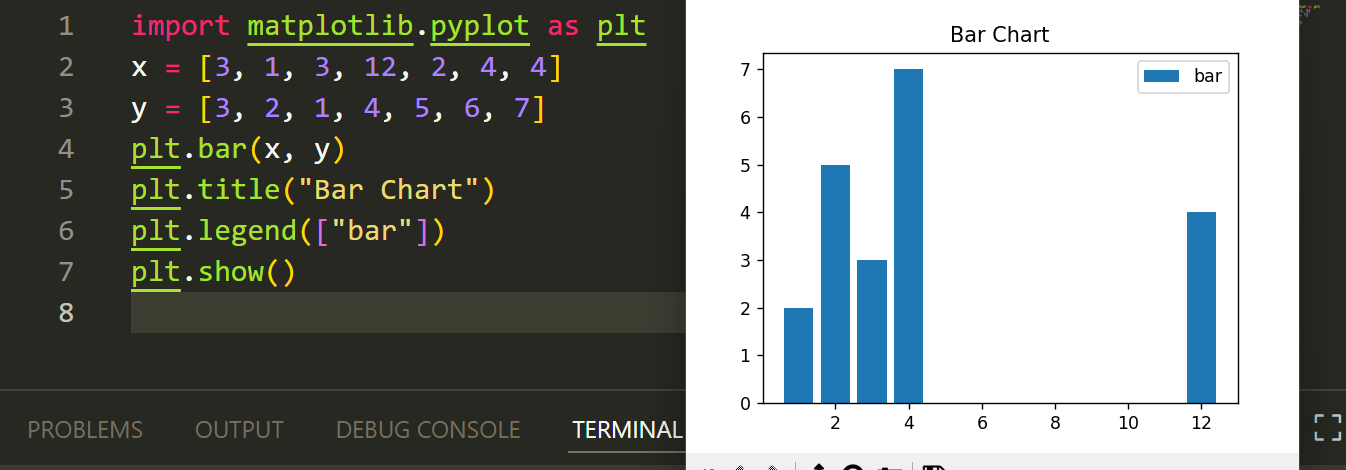 1 import matplotlib.pyplot as plt
2 x = [3, 1, 3, 12, 2, 4, 4]
3 y = [3, 2, 1, 4, 5, 6, 7]
4 plt.bar(x, y)
5 plt.title("Bar Chart")
6 plt.legend(["bar"])
7 plt.show()
8
PROBLEMS OUTPUT DEBUG CONSOLE TERMINAL
Bar Chart
bar
7
6
5
4
3
2
1
0
2 4 6 8 10 12